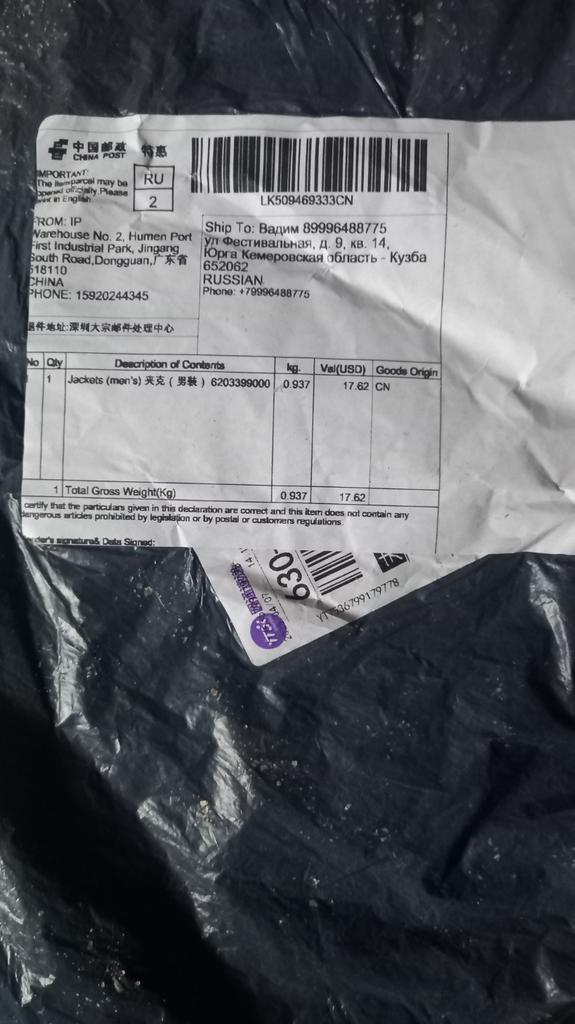 中国邮政 特惠
CHINA POST
IMPORTANT:
The item/parcel may be
opened officially. Please
in English
RU
2
LK509469333CN
FROM: IP
Warehouse No. 2, Humen Port
First Industrial Park, Jingang
South Road,Dongguan,广东省
518110
CHINA
PHONE: 15920244345
Ship To: Вадим 89996488775
ул Фестивальная, д. 9, кв. 14,
Юрга Кемеровская область - Кузба
652062
RUSSIAN
Phone: +79996488775
退件地址:深圳大宗邮件处理中心
No Qty Description of Contents kg. Val(USD) Goods Origin
1 Jackets (men's) 夹克 ( 男装 ) 6203399000 0.937 17.62 CN
1 Total Gross Weight(Kg) 0.937 17.62
certify that the particulars given in this declaration are correct and this item does not contain any
dangerous articles prohibited by legislation or by postal or customers regulations.
signature& Data Signed:
630-